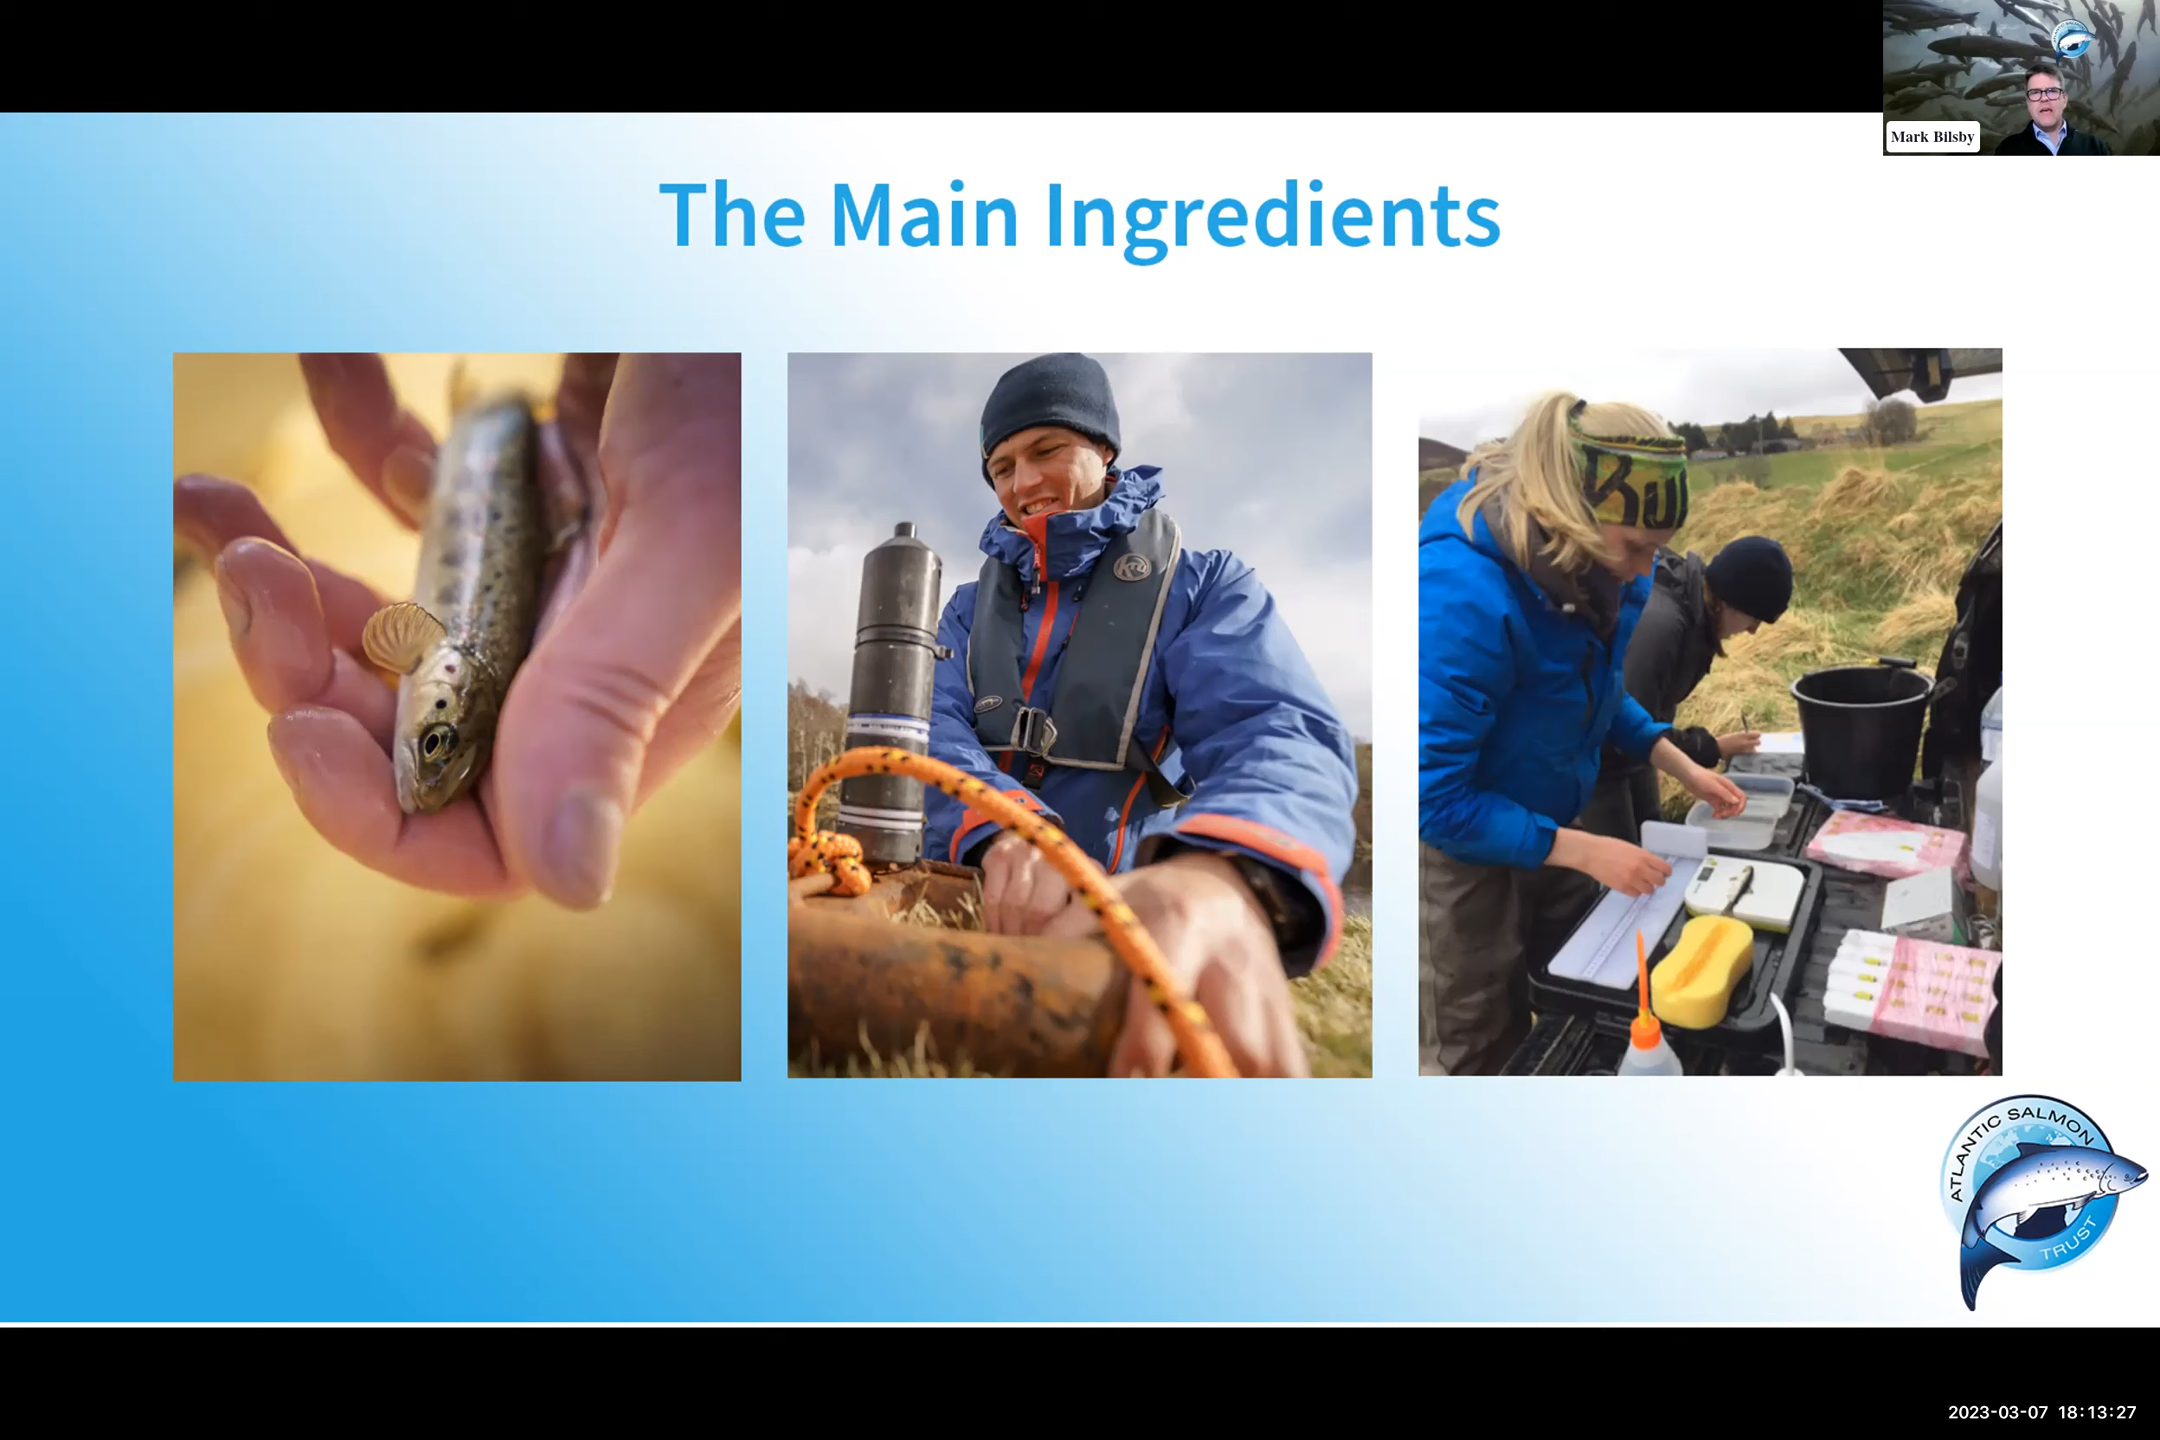 Mark Bilsby
The Main Ingredients
ATLANTIC SALMON
TRUST
2023-03-07 18:13:27